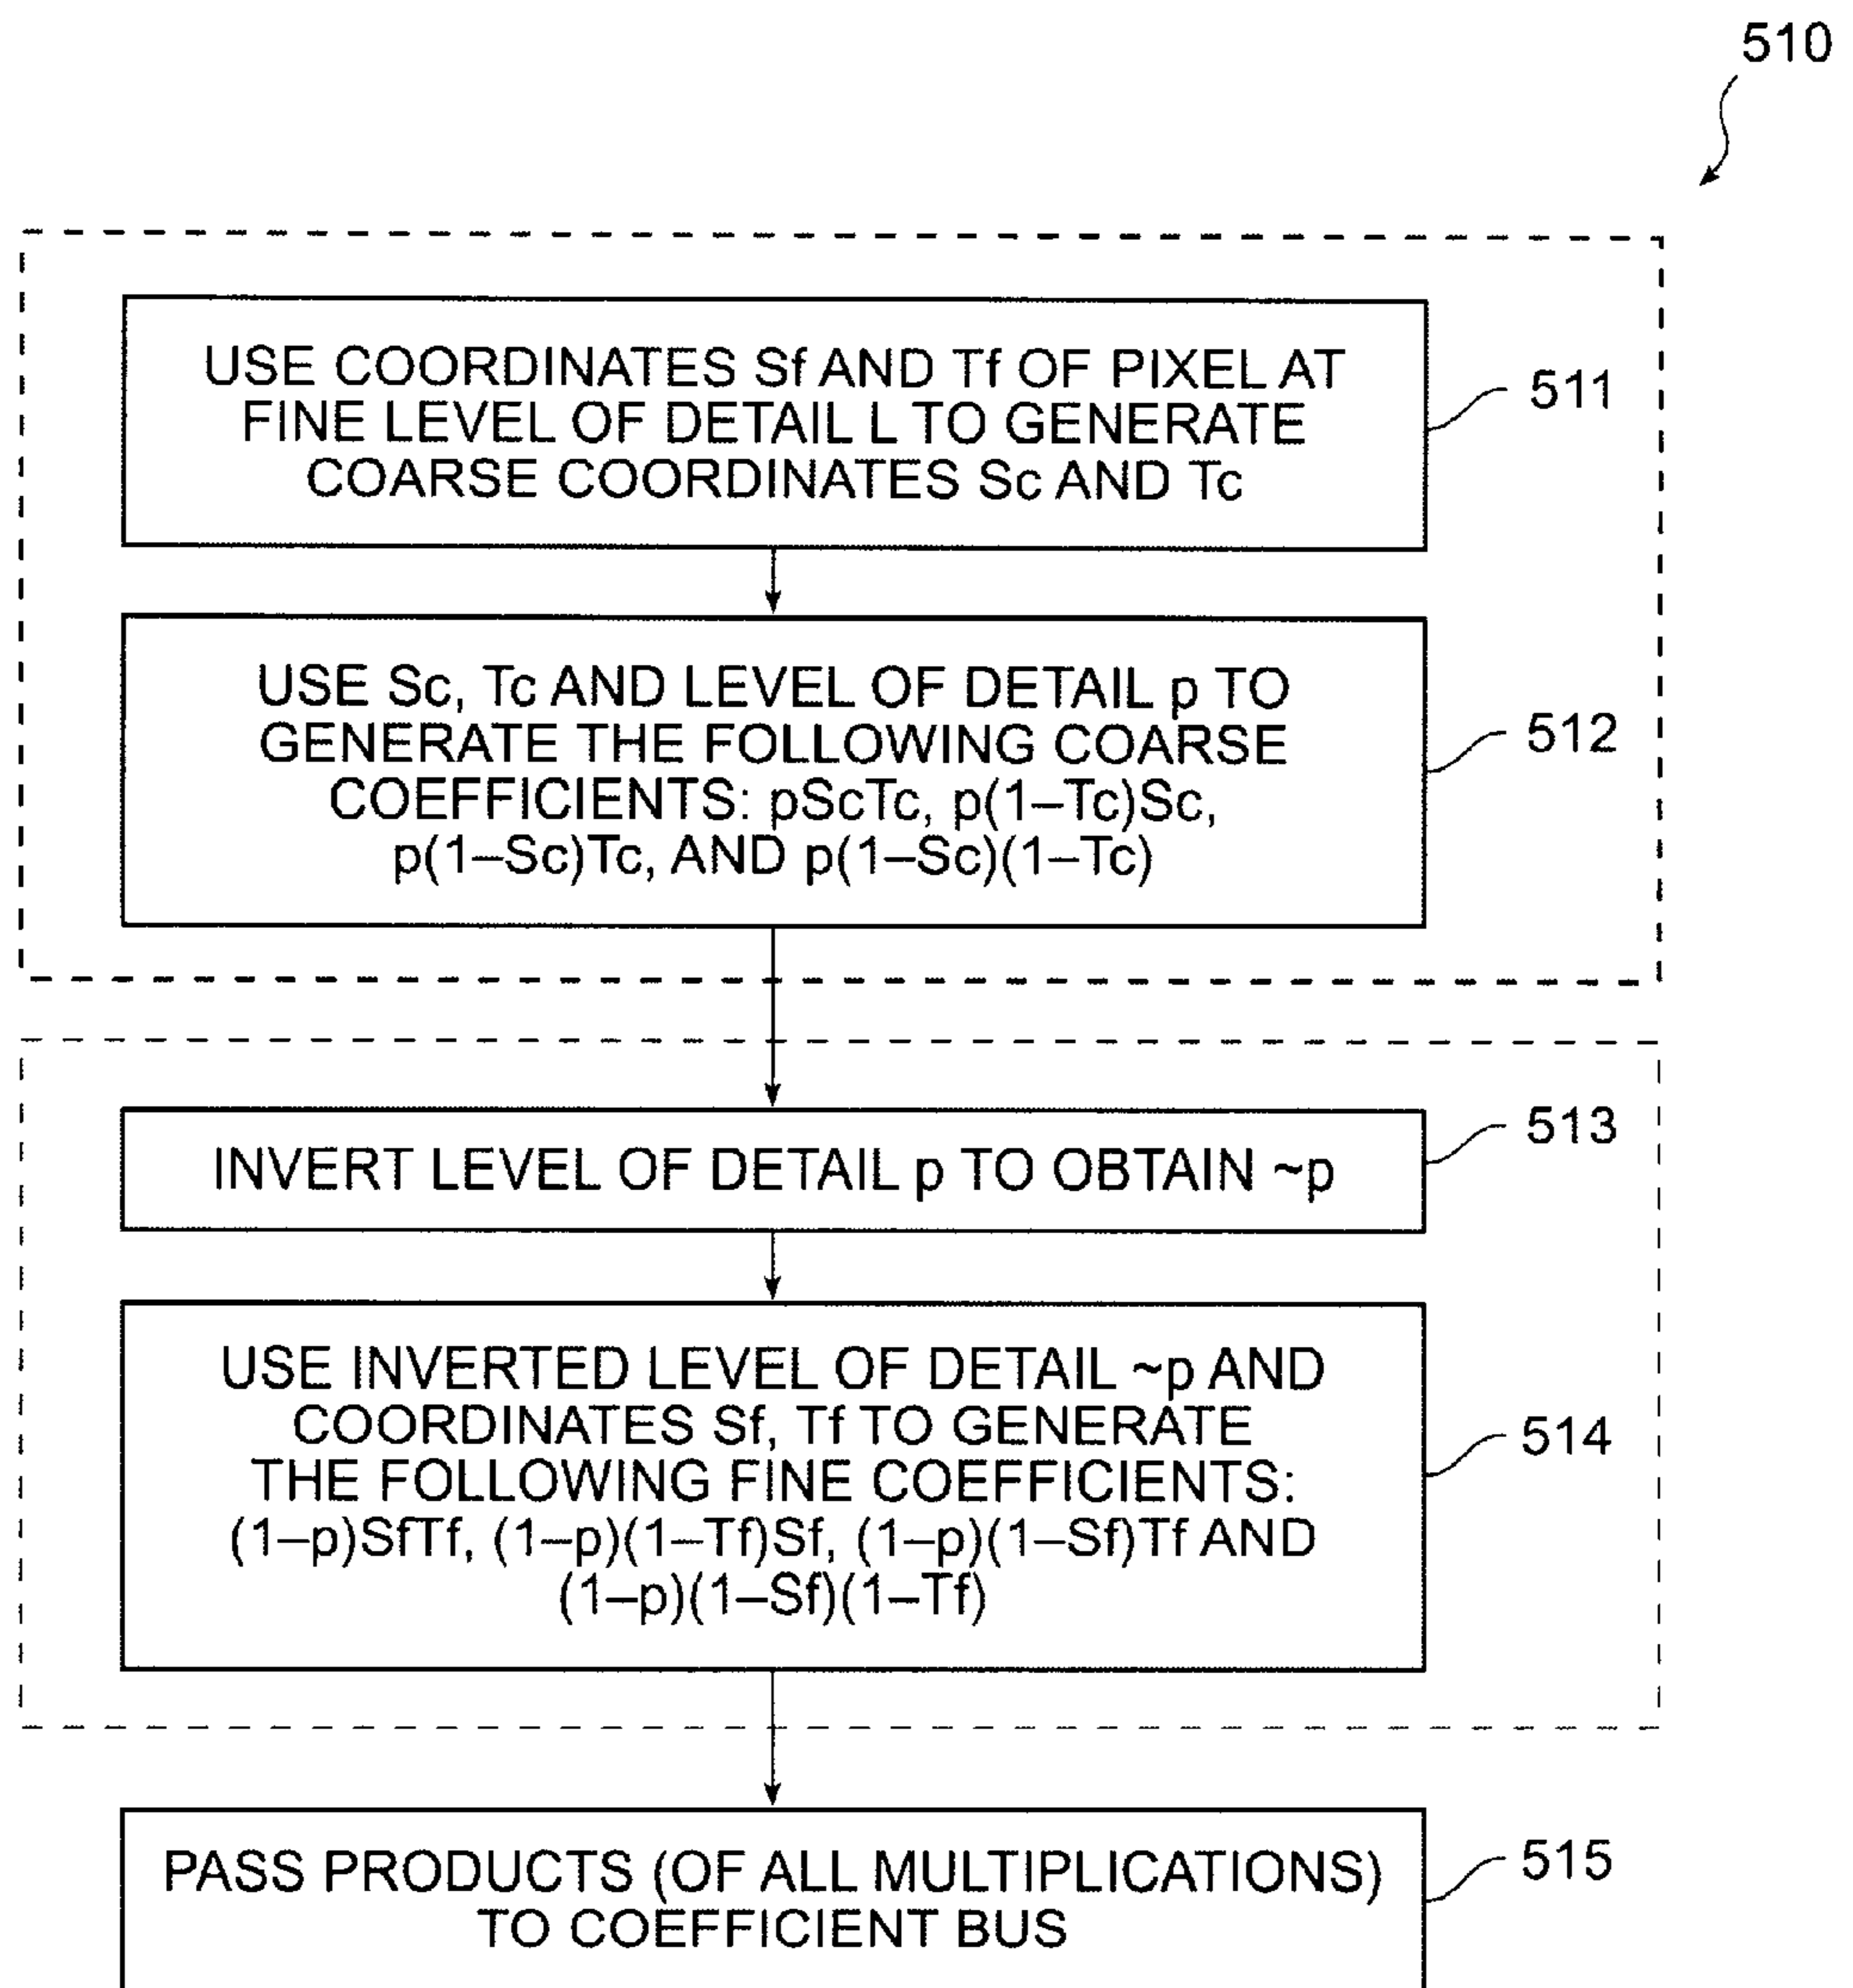 510
USE COORDINATES Sf AND Tf OF PIXEL AT
FINE LEVEL OF DETAIL L TO GENERATE
COARSE COORDINATES Sc AND Tc
511
USE Sc, Tc AND LEVEL OF DETAIL p TO
GENERATE THE FOLLOWING COARSE
COEFFICIENTS: pScTc, p(1–Tc)Sc,
p(1–Sc)Tc, AND p(1–Sc)(1–Tc)
512
INVERT LEVEL OF DETAIL p TO OBTAIN ~p
513
USE INVERTED LEVEL OF DETAIL ~p AND
COORDINATES Sf, Tf TO GENERATE
THE FOLLOWING FINE COEFFICIENTS:
(1–p)SfTf, (1–p)(1–Tf)Sf, (1–p)(1–Sf)Tf AND
(1–p)(1–Sf)(1–Tf)
514
PASS PRODUCTS (OF ALL MULTIPLICATIONS)
TO COEFFICIENT BUS
515